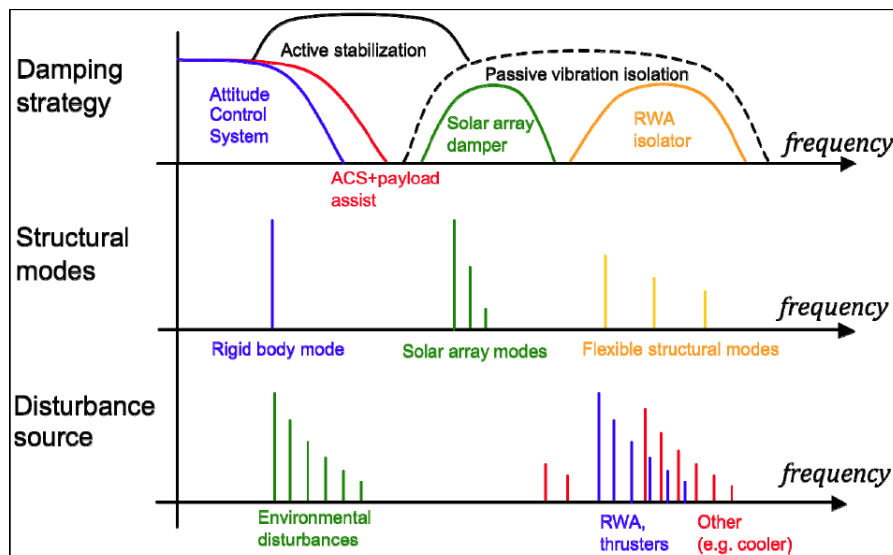 Damping
strategy
Active stabilization
Passive vibration isolation
Attitude
Control
System
Solar array
damper
RWA
isolator
frequency
ACS+payload
assist
Structural
modes
frequency
Rigid body mode
Solar array modes
Flexible structural modes
Disturbance
source
frequency
Environmental
disturbances
RWA,
thrusters
Other
(e.g. cooler)